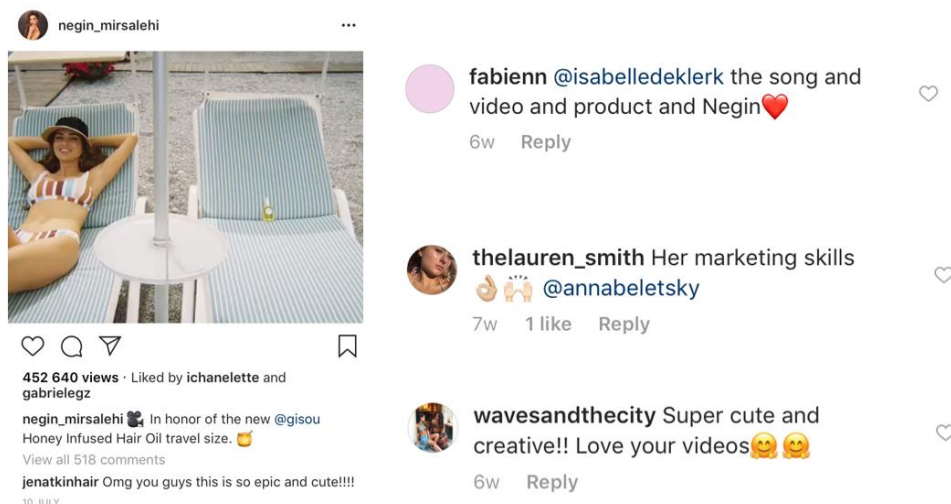 negin_mirsalehi
452 640 views · Liked by ichanelette and
gabrielegz
negin_mirsalehi 🎥 In honor of the new @gisou
Honey Infused Hair Oil travel size. 🍯
View all 518 comments
jenatkinhair Omg you guys this is so epic and cute!!!!
10 JULY
fabienn @isabelledeklerk the song and
video and product and Negin❤️
6w Reply
thelauren_smith Her marketing skills
👌🏼🙌🏼 @annabeletsky
7w 1 like Reply
wavesandthecity Super cute and
creative!! Love your videos🤗🤗
6w Reply